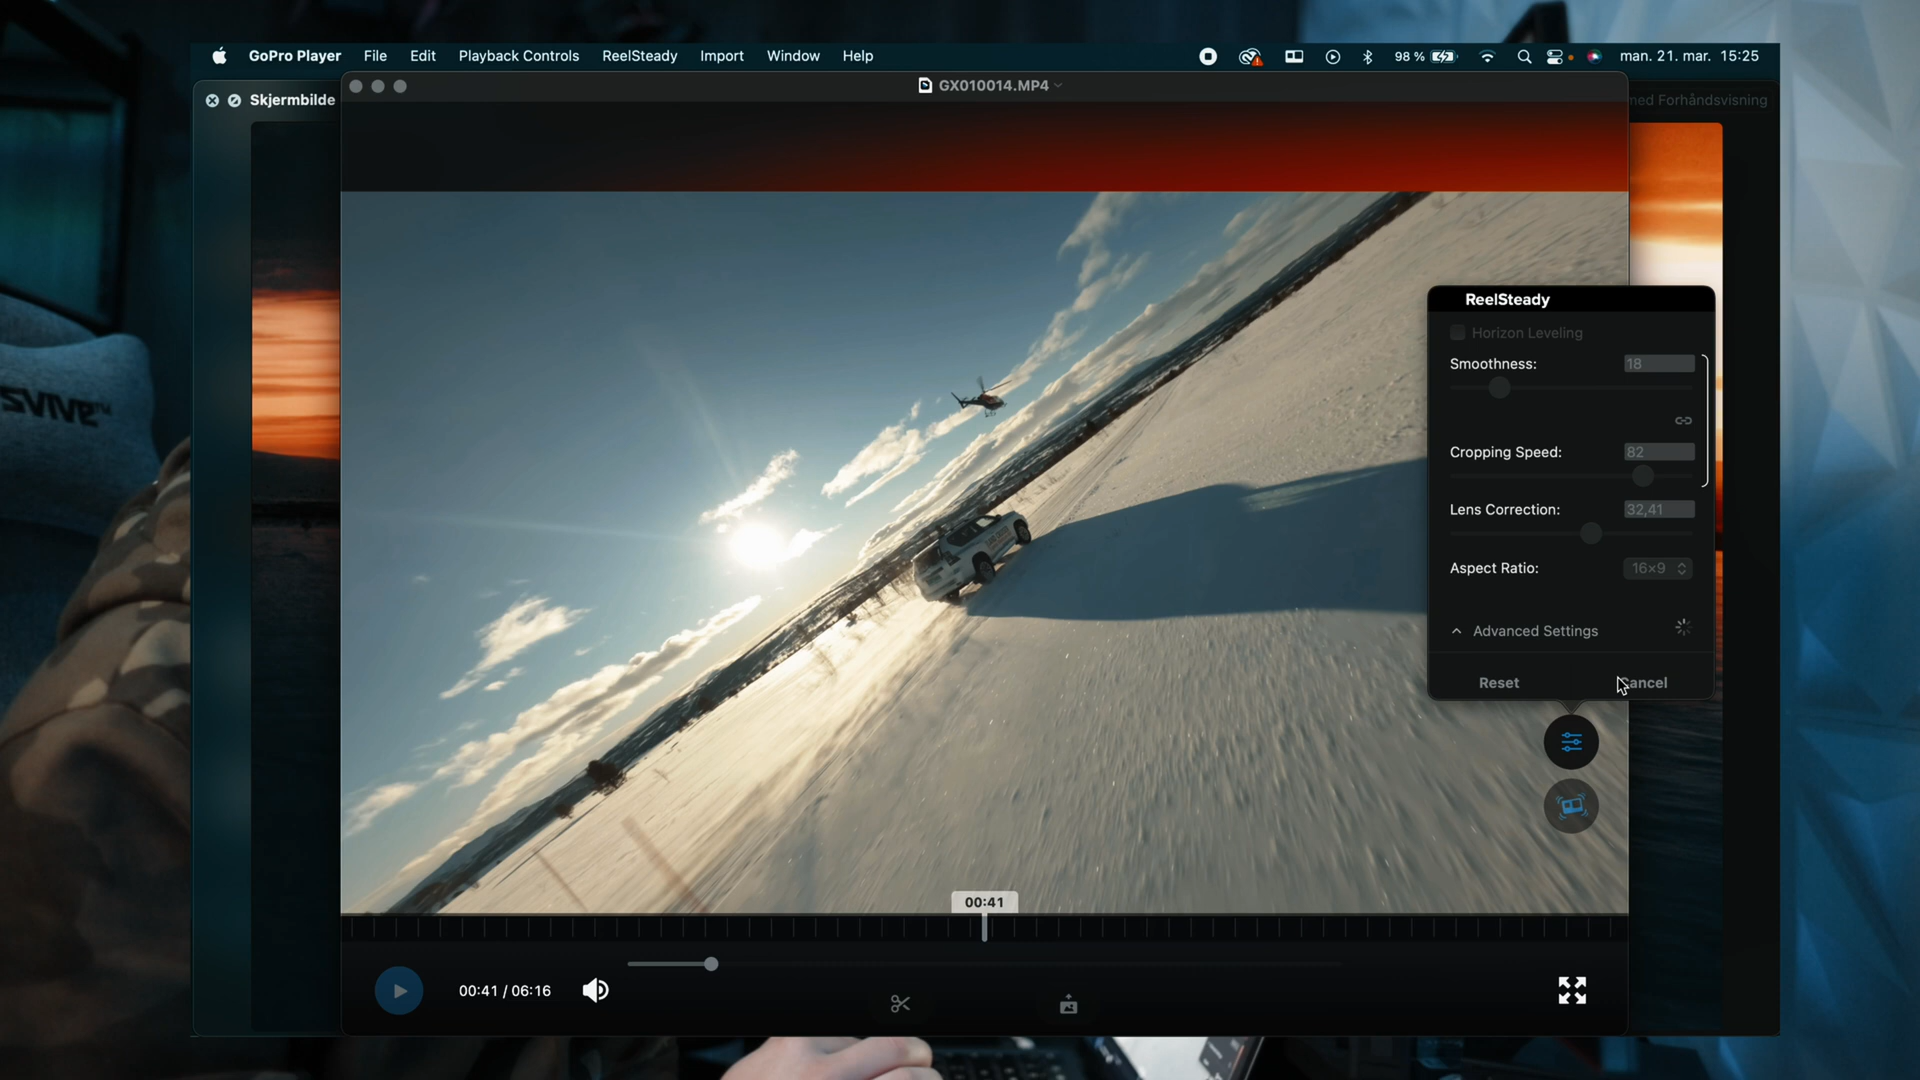 GoPro Player File Edit Playback Controls ReelSteady Import Window Help 98 % man. 21. mar. 15:25
Skjermbilde
GX010014.MP4
med Forhåndsvisning
SVIVE™
ReelSteady
Horizon Leveling
Smoothness: 18
Cropping Speed: 82
Lens Correction: 32,41
Aspect Ratio: 16×9
Advanced Settings
Reset Cancel
00:41
00:41 / 06:16